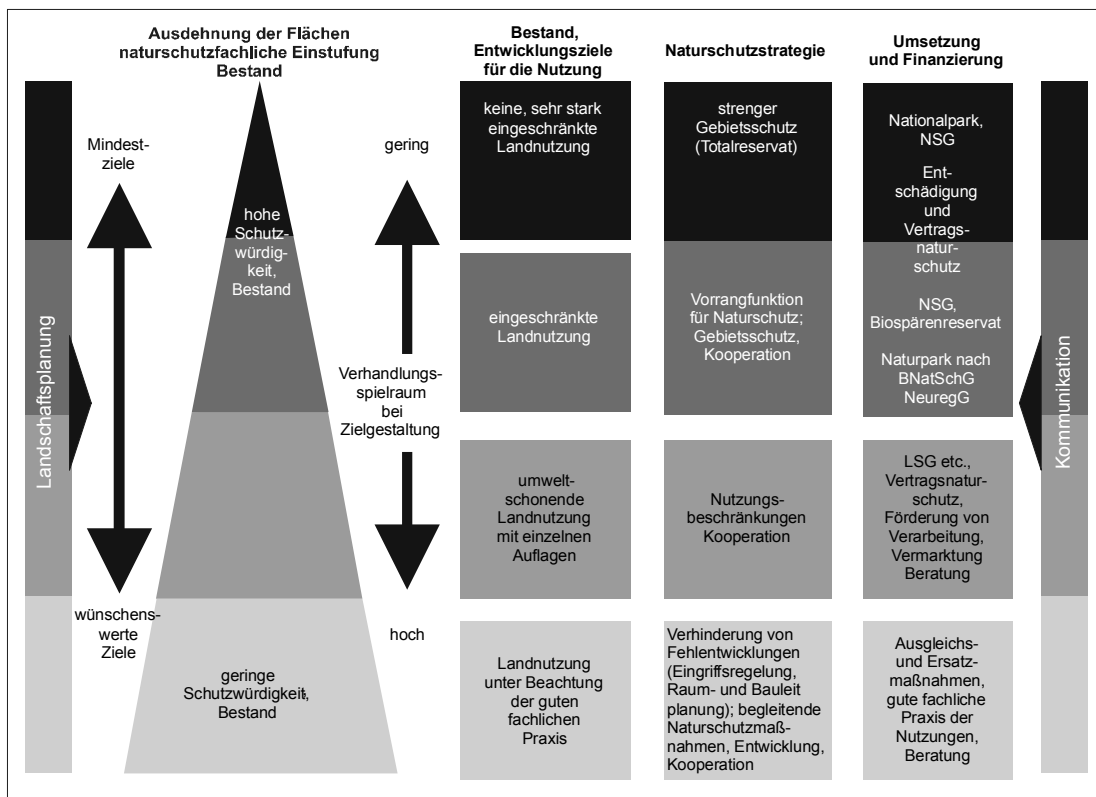 Ausdehnung der Flächen
naturschutzfachliche Einstufung
Bestand
Bestand,
Entwicklungsziele
für die Nutzung
Naturschutzstrategie
Umsetzung
und Finanzierung
Landschaftsplanung
Mindest-
ziele
wünschens-
werte
Ziele
hohe
Schutz-
würdig-
keit,
Bestand
geringe
Schutzwürdigkeit,
Bestand
gering
Verhandlungs-
spielraum
bei
Zielgestaltung
hoch
keine, sehr stark
eingeschränkte
Landnutzung
eingeschränkte
Landnutzung
umwelt-
schonende
Landnutzung
mit einzelnen
Auflagen
Landnutzung
unter Beachtung
der guten
fachlichen
Praxis
strenger
Gebietsschutz
(Totalreservat)
Vorrangfunktion
für Naturschutz;
Gebietsschutz,
Kooperation
Nutzungs-
beschränkungen
Kooperation
Verhinderung von
Fehlentwicklungen
(Eingriffsregelung,
Raum- und Bauleit
planung); begleitende
Naturschutzmaß-
nahmen, Entwicklung,
Kooperation
Nationalpark,
NSG
Ent-
schädigung
und
Vertrags-
natur-
schutz
NSG,
Biospärenreservat
Naturpark nach
BNatSchG
NeuregG
LSG etc.,
Vertragsnatur-
schutz,
Förderung von
Verarbeitung,
Vermarktung
Beratung
Ausgleichs-
und Ersatz-
maßnahmen,
gute fachliche
Praxis der
Nutzungen,
Beratung
Kommunikation